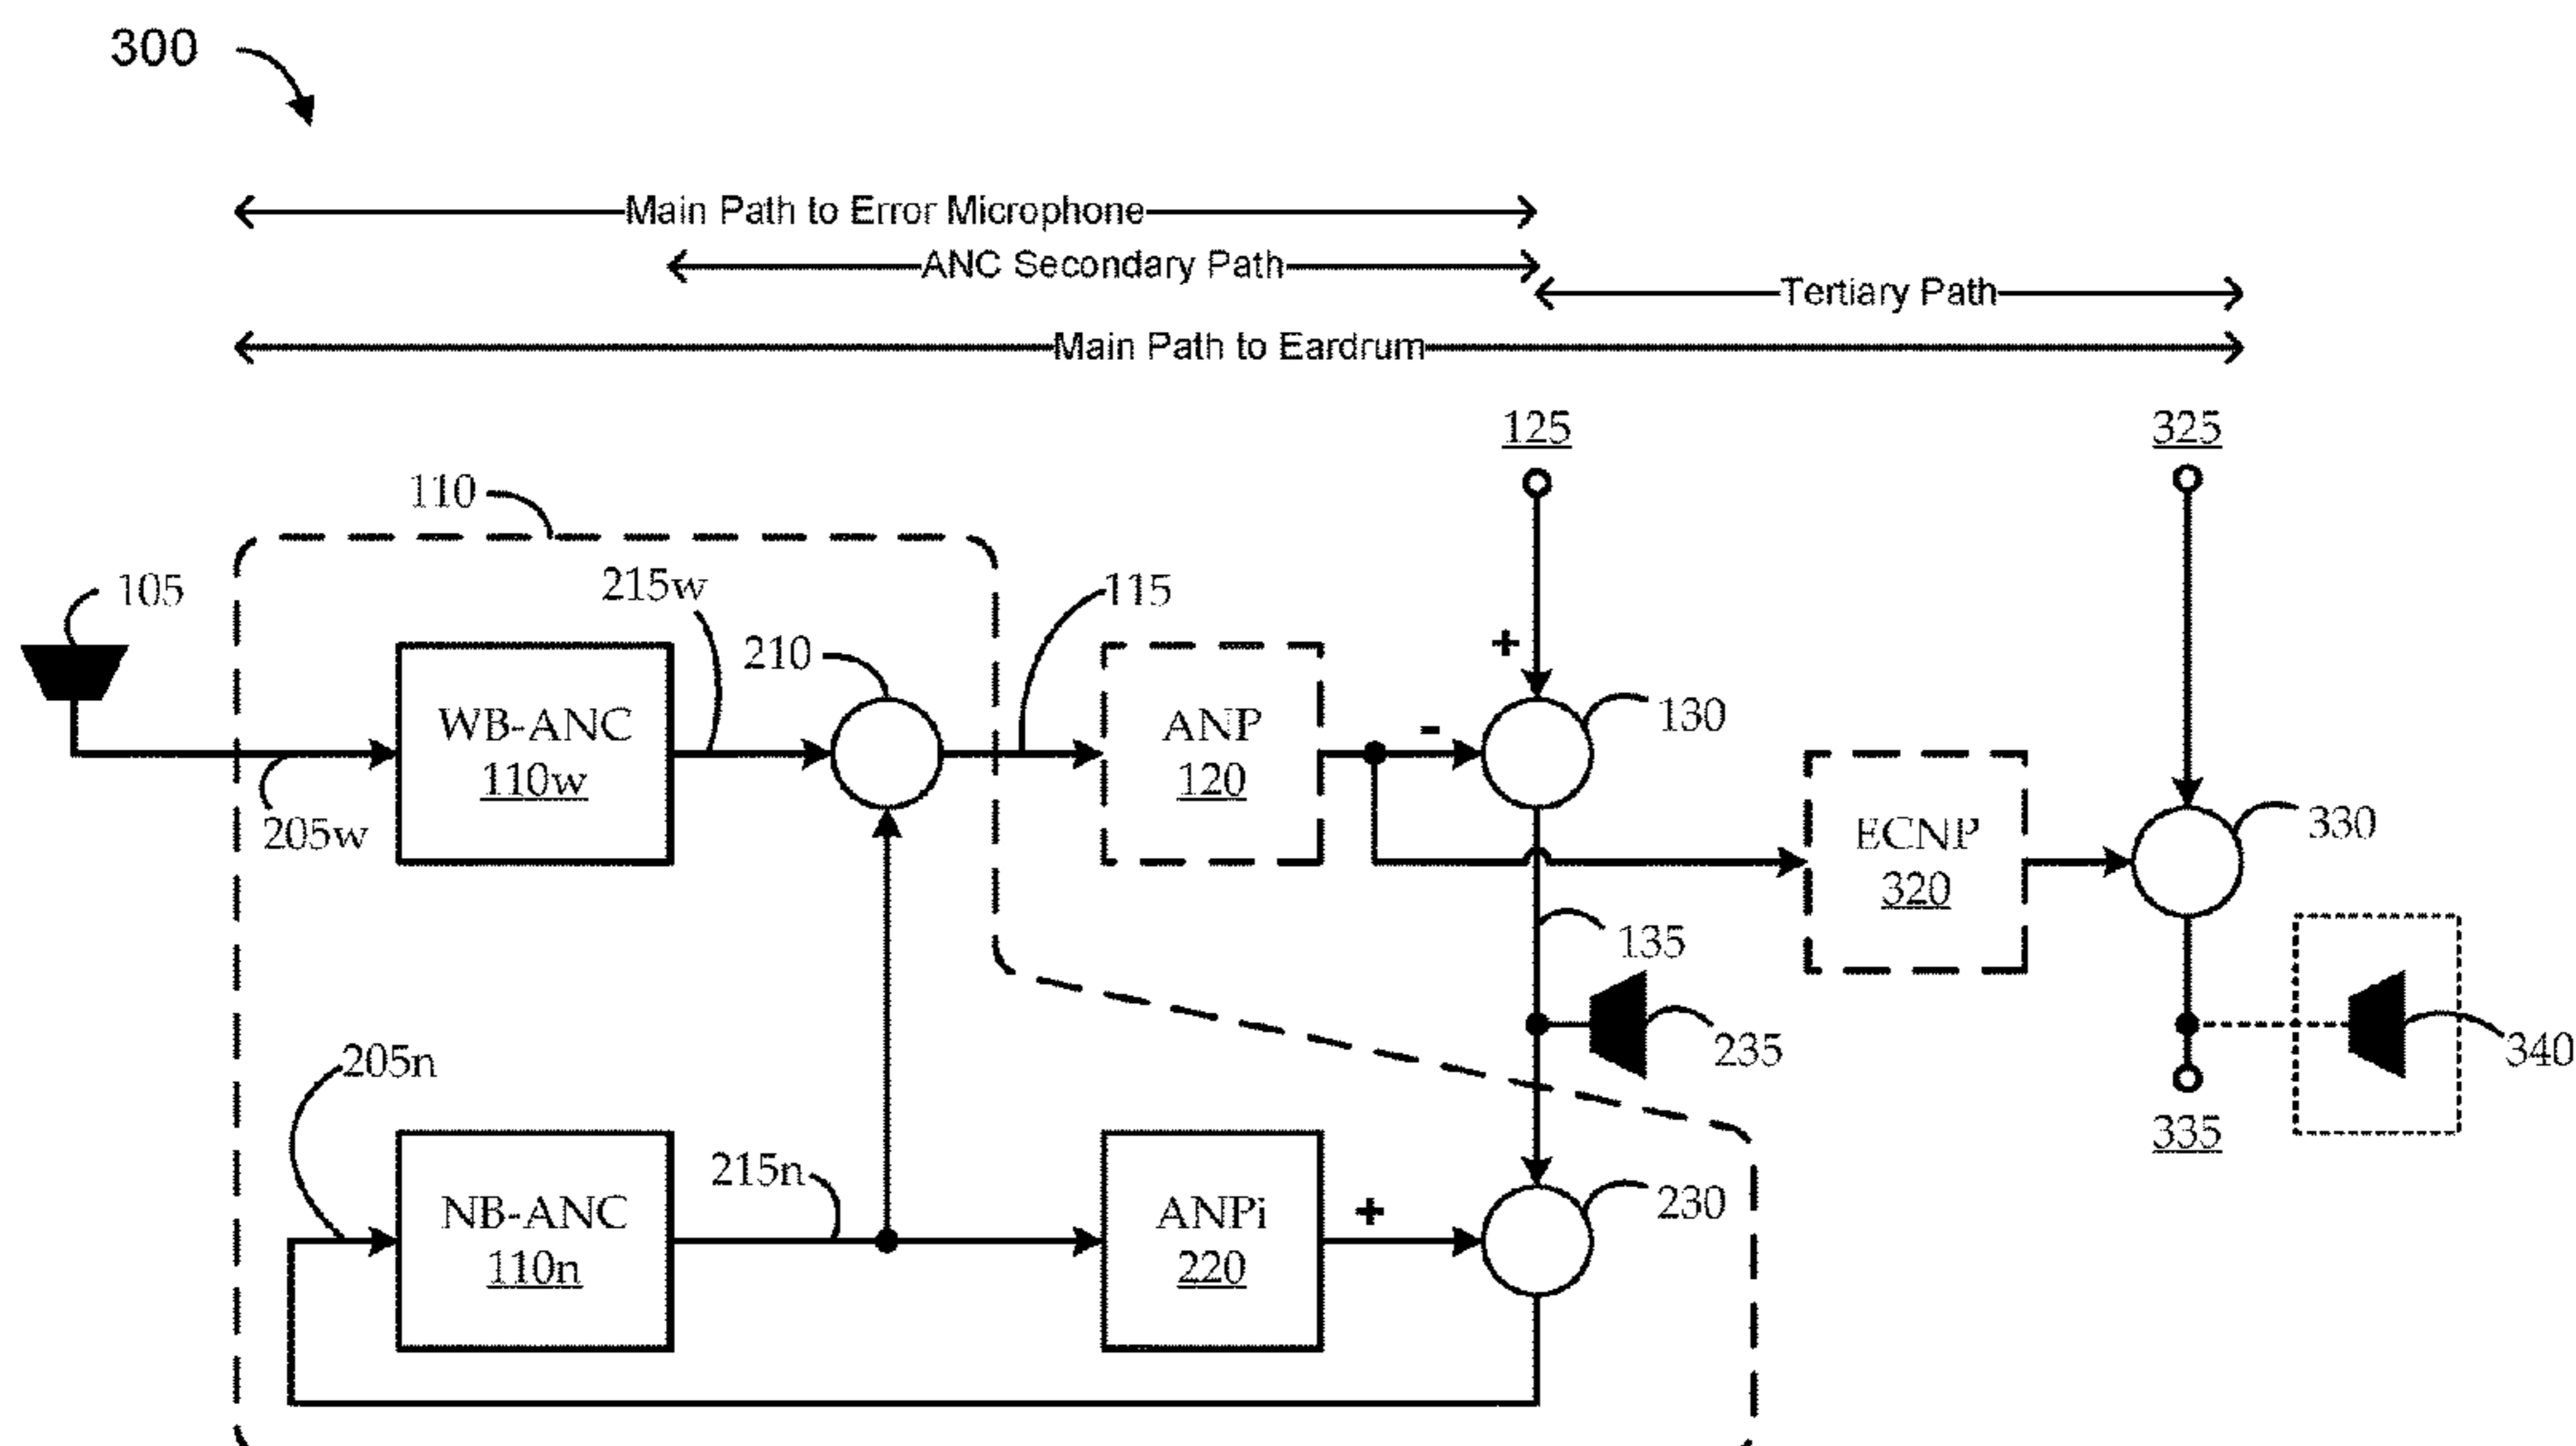 300
Main Path to Error Microphone
ANC Secondary Path
Tertiary Path
Main Path to Eardrum
125
325
110
105
215w
115
210
+
130
WB-ANC
110w
ANP
120
-
330
205w
ECNP
320
135
235
340
205n
335
215n
230
NB-ANC
110n
ANPi
220
+